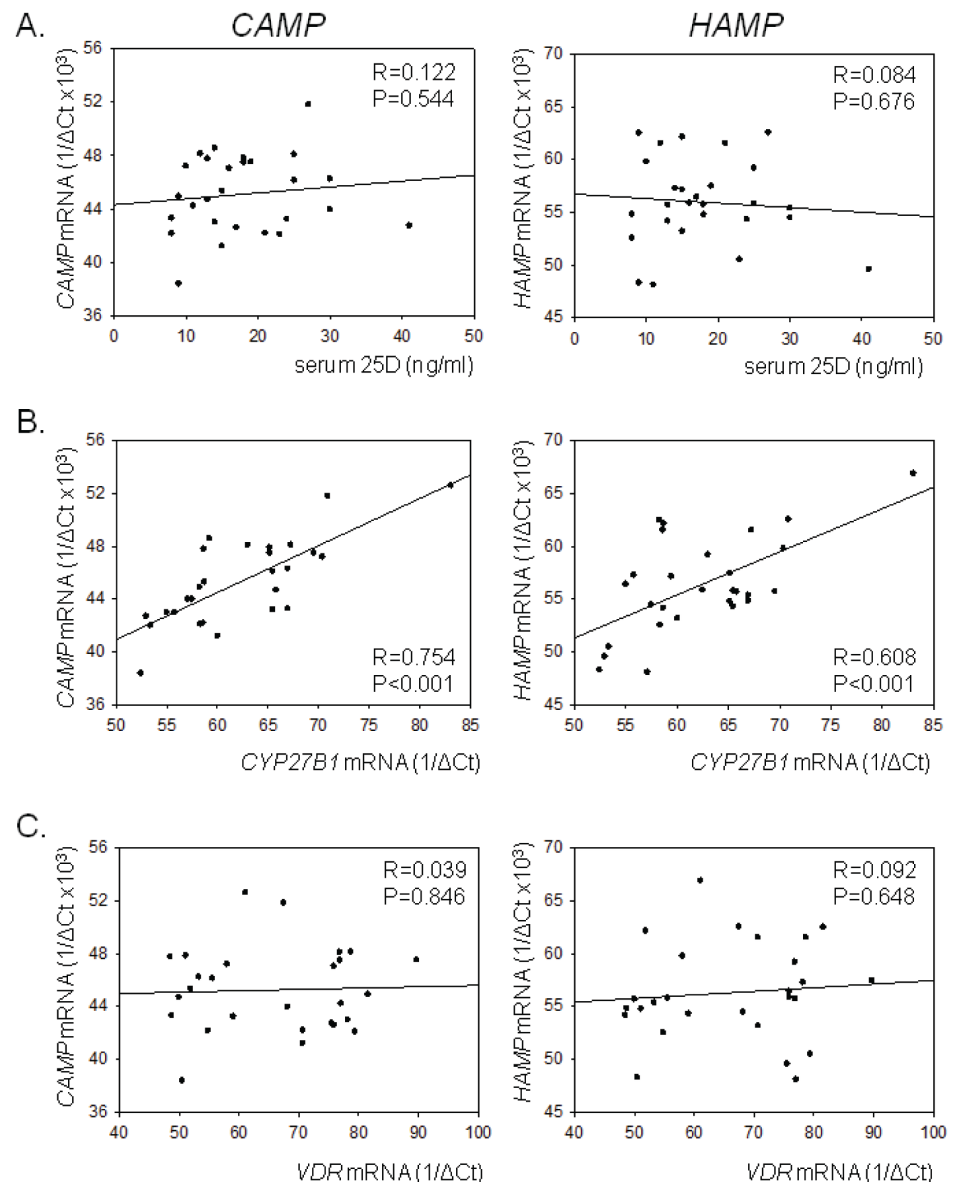 A.
CAMP
HAMP
CAMP mRNA (1/ΔCt x10³)
56
52
48
44
40
36
R=0.122
P=0.544
0 10 20 30 40 50
serum 25D (ng/ml)
HAMP mRNA (1/ΔCt x10³)
70
65
60
55
50
45
R=0.084
P=0.676
0 10 20 30 40 50
serum 25D (ng/ml)
B.
CAMP mRNA (1/ΔCt x10³)
56
52
48
44
40
36
R=0.754
P<0.001
50 55 60 65 70 75 80 85
CYP27B1 mRNA (1/ΔCt)
HAMP mRNA (1/ΔCt x10³)
70
65
60
55
50
45
R=0.608
P<0.001
50 55 60 65 70 75 80 85
CYP27B1 mRNA (1/ΔCt)
C.
CAMP mRNA (1/ΔCt x10³)
56
52
48
44
40
36
R=0.039
P=0.846
40 50 60 70 80 90 100
VDR mRNA (1/ΔCt)
HAMP mRNA (1/ΔCt x10³)
70
65
60
55
50
45
R=0.092
P=0.648
40 50 60 70 80 90 100
VDR mRNA (1/ΔCt)